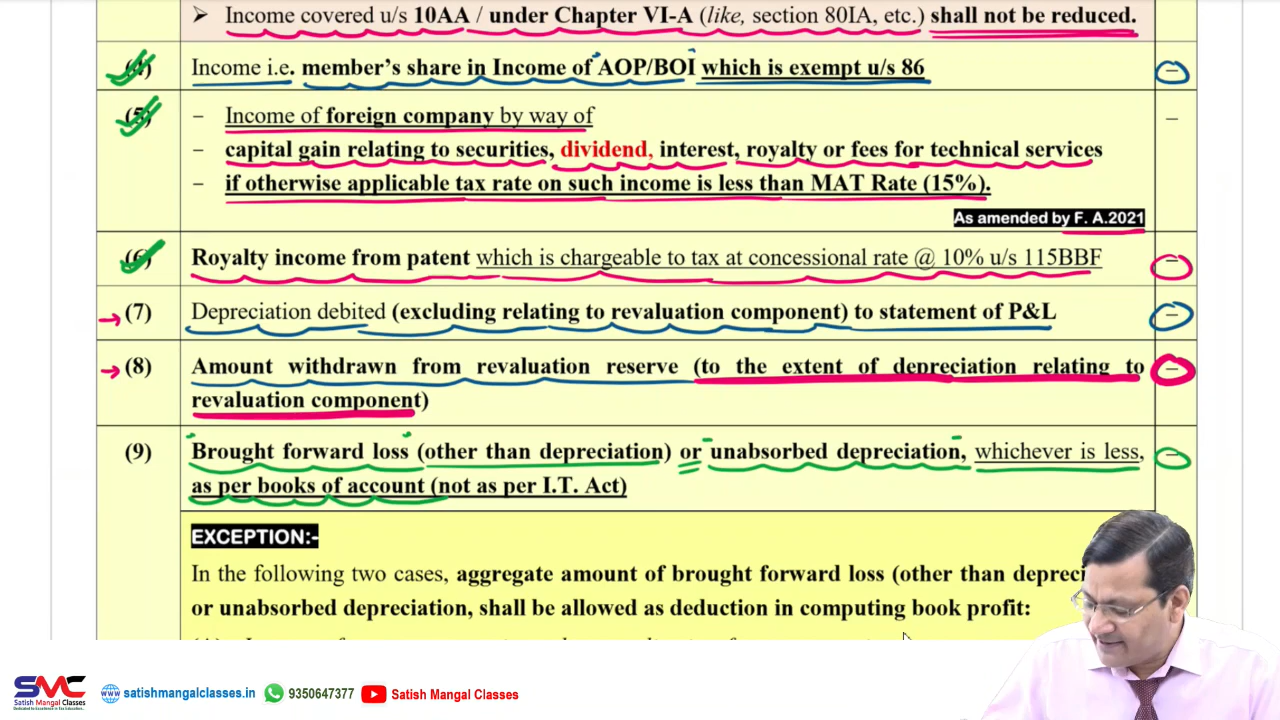 ➢ Income covered u/s 10AA / under Chapter VI-A (like, section 80IA, etc.) shall not be reduced.
Income i.e. member's share in Income of AOP/BOI which is exempt u/s 86 –
(5) – Income of foreign company by way of –
– capital gain relating to securities, dividend, interest, royalty or fees for technical services
– if otherwise applicable tax rate on such income is less than MAT Rate (15%).
As amended by F. A.2021
(6) Royalty income from patent which is chargeable to tax at concessional rate @ 10% u/s 115BBF –
(7) Depreciation debited (excluding relating to revaluation component) to statement of P&L –
(8) Amount withdrawn from revaluation reserve (to the extent of depreciation relating to –
revaluation component)
(9) Brought forward loss (other than depreciation) or unabsorbed depreciation, whichever is less, –
as per books of account (not as per I.T. Act)
EXCEPTION:-
In the following two cases, aggregate amount of brought forward loss (other than depreci
or unabsorbed depreciation, shall be allowed as deduction in computing book profit:
SMC
Satish Mangal Classes
satishmangalclasses.in
9350647377
Satish Mangal Classes